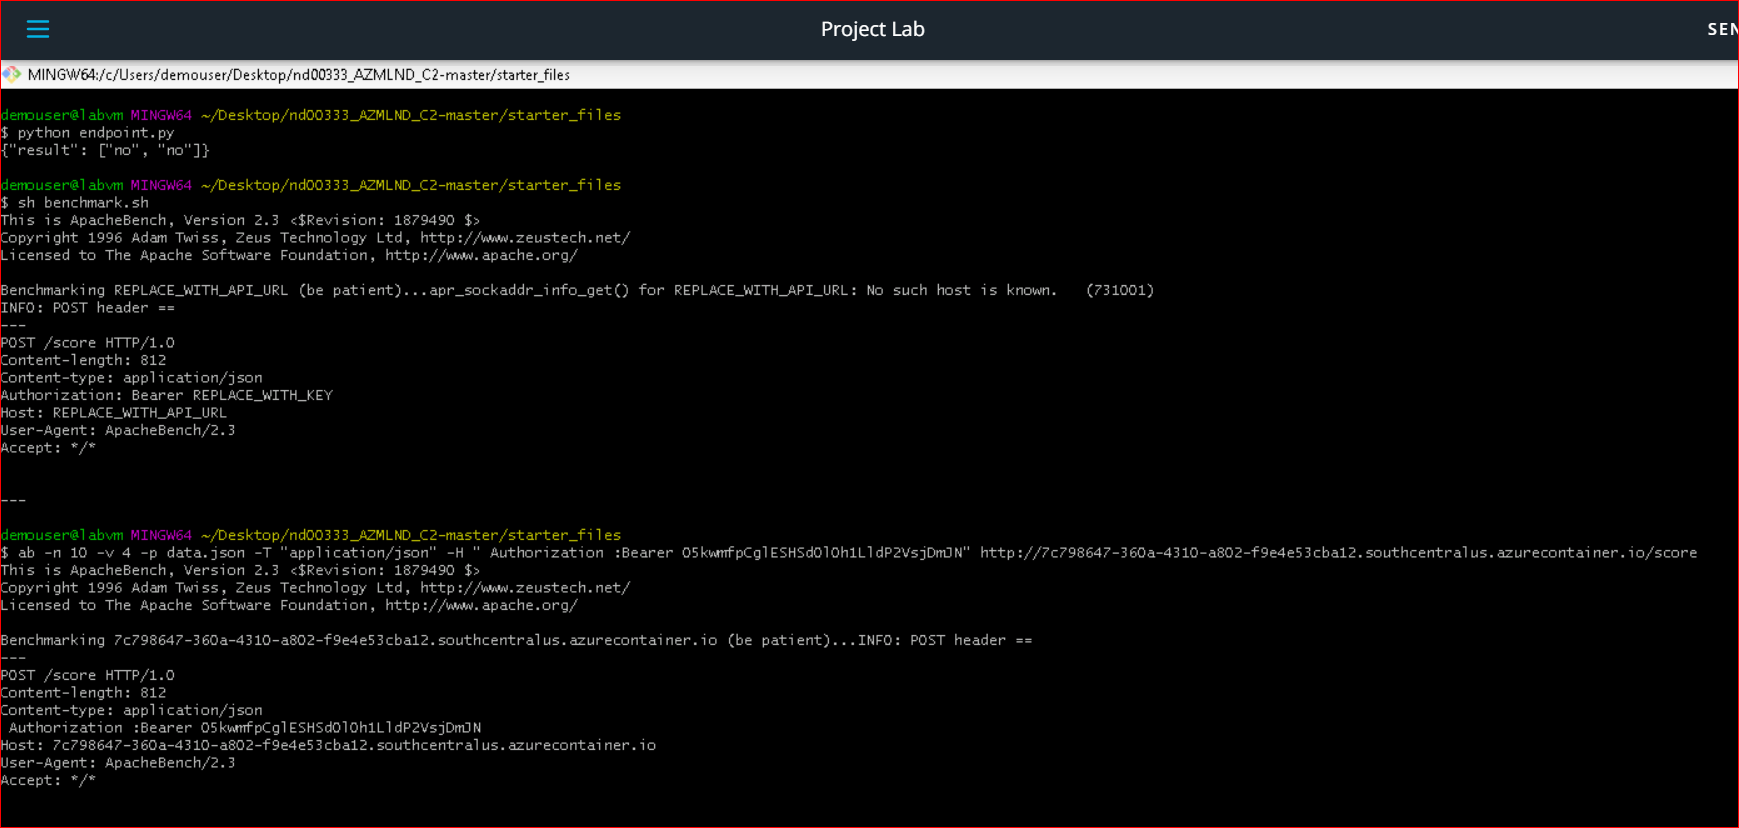 Project Lab
SEN
MINGW64:/c/Users/demouser/Desktop/nd00333_AZMLND_C2-master/starter_files
demouser@labvm MINGW64 ~/Desktop/nd00333_AZMLND_C2-master/starter_files
$ python endpoint.py
{"result": ["no", "no"]}
demouser@labvm MINGW64 ~/Desktop/nd00333_AZMLND_C2-master/starter_files
$ sh benchmark.sh
This is ApacheBench, Version 2.3 <$Revision: 1879490 $>
Copyright 1996 Adam Twiss, Zeus Technology Ltd, http://www.zeustech.net/
Licensed to The Apache Software Foundation, http://www.apache.org/
Benchmarking REPLACE_WITH_API_URL (be patient)...apr_sockaddr_info_get() for REPLACE_WITH_API_URL: No such host is known.   (731001)
INFO: POST header ==
---
POST /score HTTP/1.0
Content-length: 812
Content-type: application/json
Authorization: Bearer REPLACE_WITH_KEY
Host: REPLACE_WITH_API_URL
User-Agent: ApacheBench/2.3
Accept: */*
---
demouser@labvm MINGW64 ~/Desktop/nd00333_AZMLND_C2-master/starter_files
$ ab -n 10 -v 4 -p data.json -T "application/json" -H " Authorization :Bearer O5kwmfpCglESHSdOlOh1LldP2VsjDmJN" http://7c798647-360a-4310-a802-f9e4e53cba12.southcentralus.azurecontainer.io/score
This is ApacheBench, Version 2.3 <$Revision: 1879490 $>
Copyright 1996 Adam Twiss, Zeus Technology Ltd, http://www.zeustech.net/
Licensed to The Apache Software Foundation, http://www.apache.org/
Benchmarking 7c798647-360a-4310-a802-f9e4e53cba12.southcentralus.azurecontainer.io (be patient)...INFO: POST header ==
---
POST /score HTTP/1.0
Content-length: 812
Content-type: application/json
 Authorization :Bearer O5kwmfpCglESHSdOlOh1LldP2VsjDmJN
Host: 7c798647-360a-4310-a802-f9e4e53cba12.southcentralus.azurecontainer.io
User-Agent: ApacheBench/2.3
Accept: */*